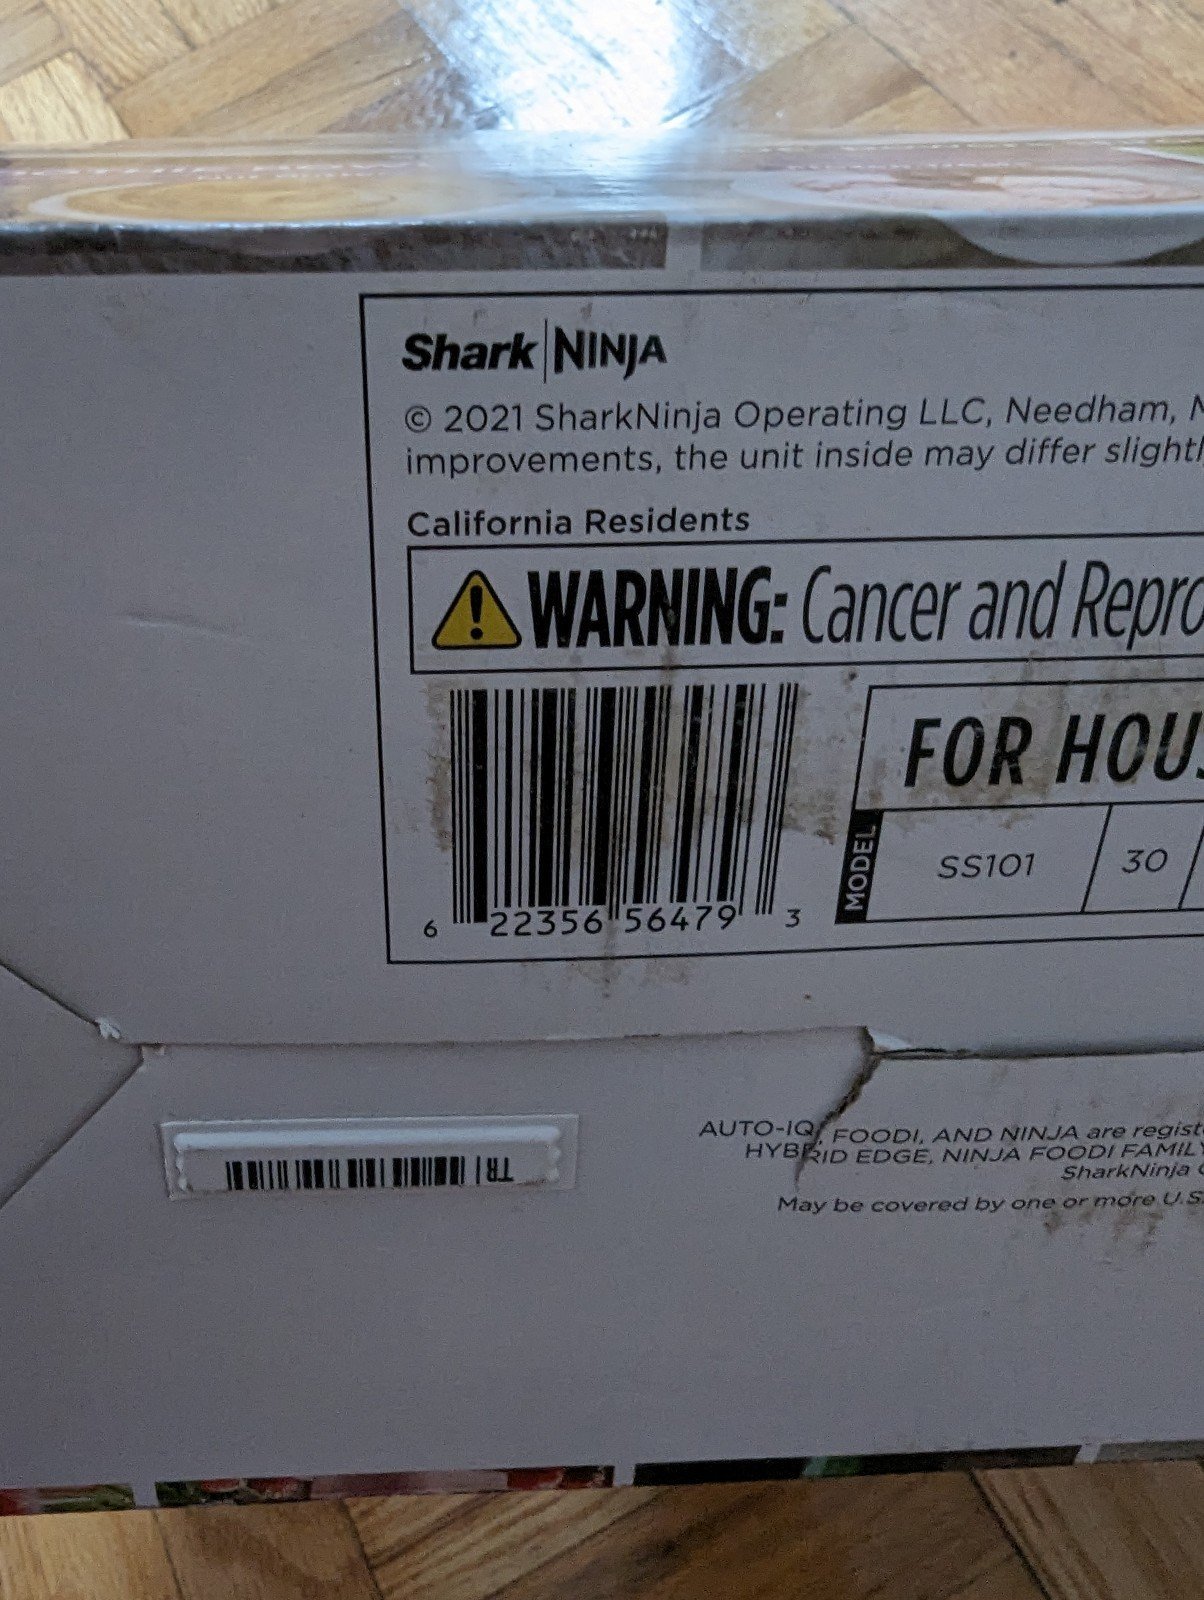 Shark NINJA
© 2021 SharkNinja Operating LLC, Needham,
improvements, the unit inside may differ slightl
California Residents
WARNING: Cancer and Repro
FOR HOUS
MODEL SS101 30
6 22356 56479 3
TR
AUTO-IQ, FOODI, AND NINJA are regist
HYBRID EDGE, NINJA FOODI FAMILY
SharkNinja
May be covered by one or more U.S.